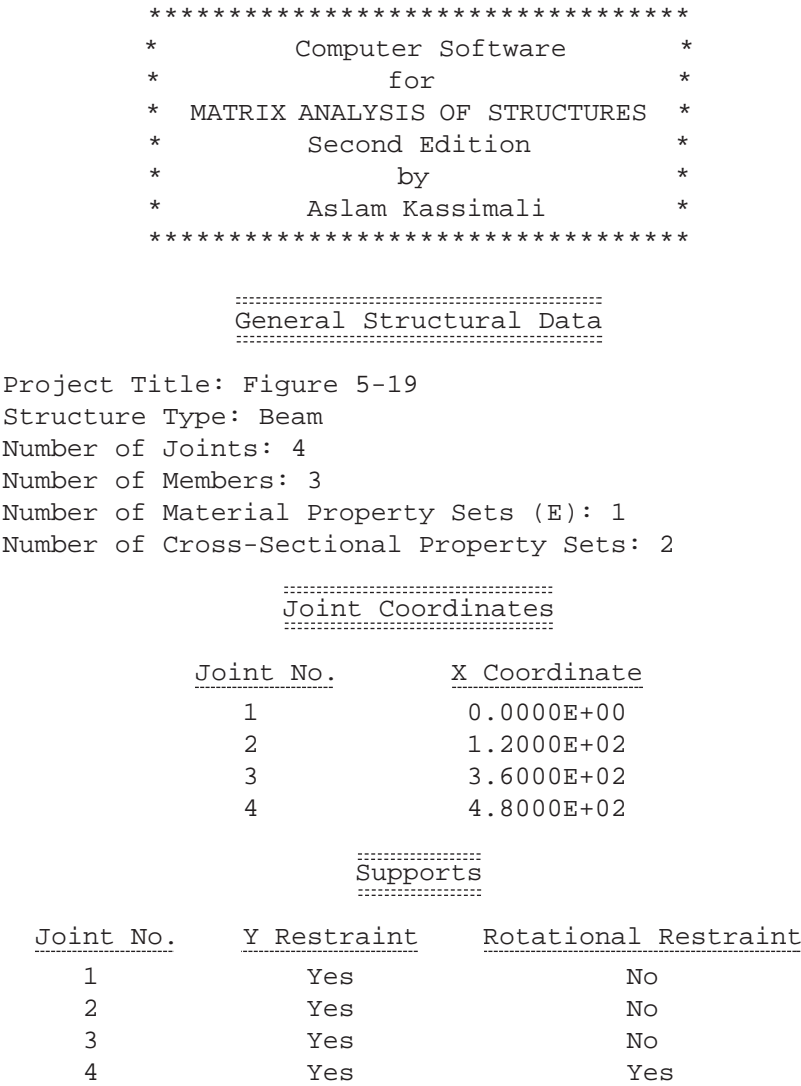 **********************************
* Computer Software *
* for *
* MATRIX ANALYSIS OF STRUCTURES *
* Second Edition *
* by *
* Aslam Kassimali *
**********************************
General Structural Data
Project Title: Figure 5-19
Structure Type: Beam
Number of Joints: 4
Number of Members: 3
Number of Material Property Sets (E): 1
Number of Cross-Sectional Property Sets: 2
Joint Coordinates
Joint No. X Coordinate
1 0.0000E+00
2 1.2000E+02
3 3.6000E+02
4 4.8000E+02
Supports
Joint No. Y Restraint Rotational Restraint
1 Yes No
2 Yes No
3 Yes No
4 Yes Yes